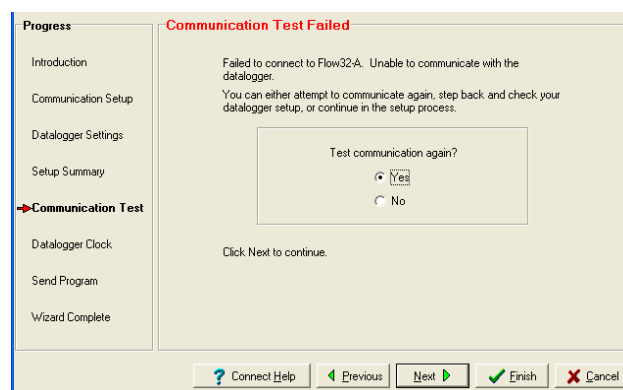 Progress
Introduction
Communication Setup
Datalogger Settings
Setup Summary
Communication Test
Datalogger Clock
Send Program
Wizard Complete
Communication Test Failed
Failed to connect to Flow32-A. Unable to communicate with the
datalogger.
You can either attempt to communicate again, step back and check your
datalogger setup, or continue in the setup process.
Test communication again?
Yes
No
Click Next to continue.
? Connect Help
Previous
Next
Finish
Cancel